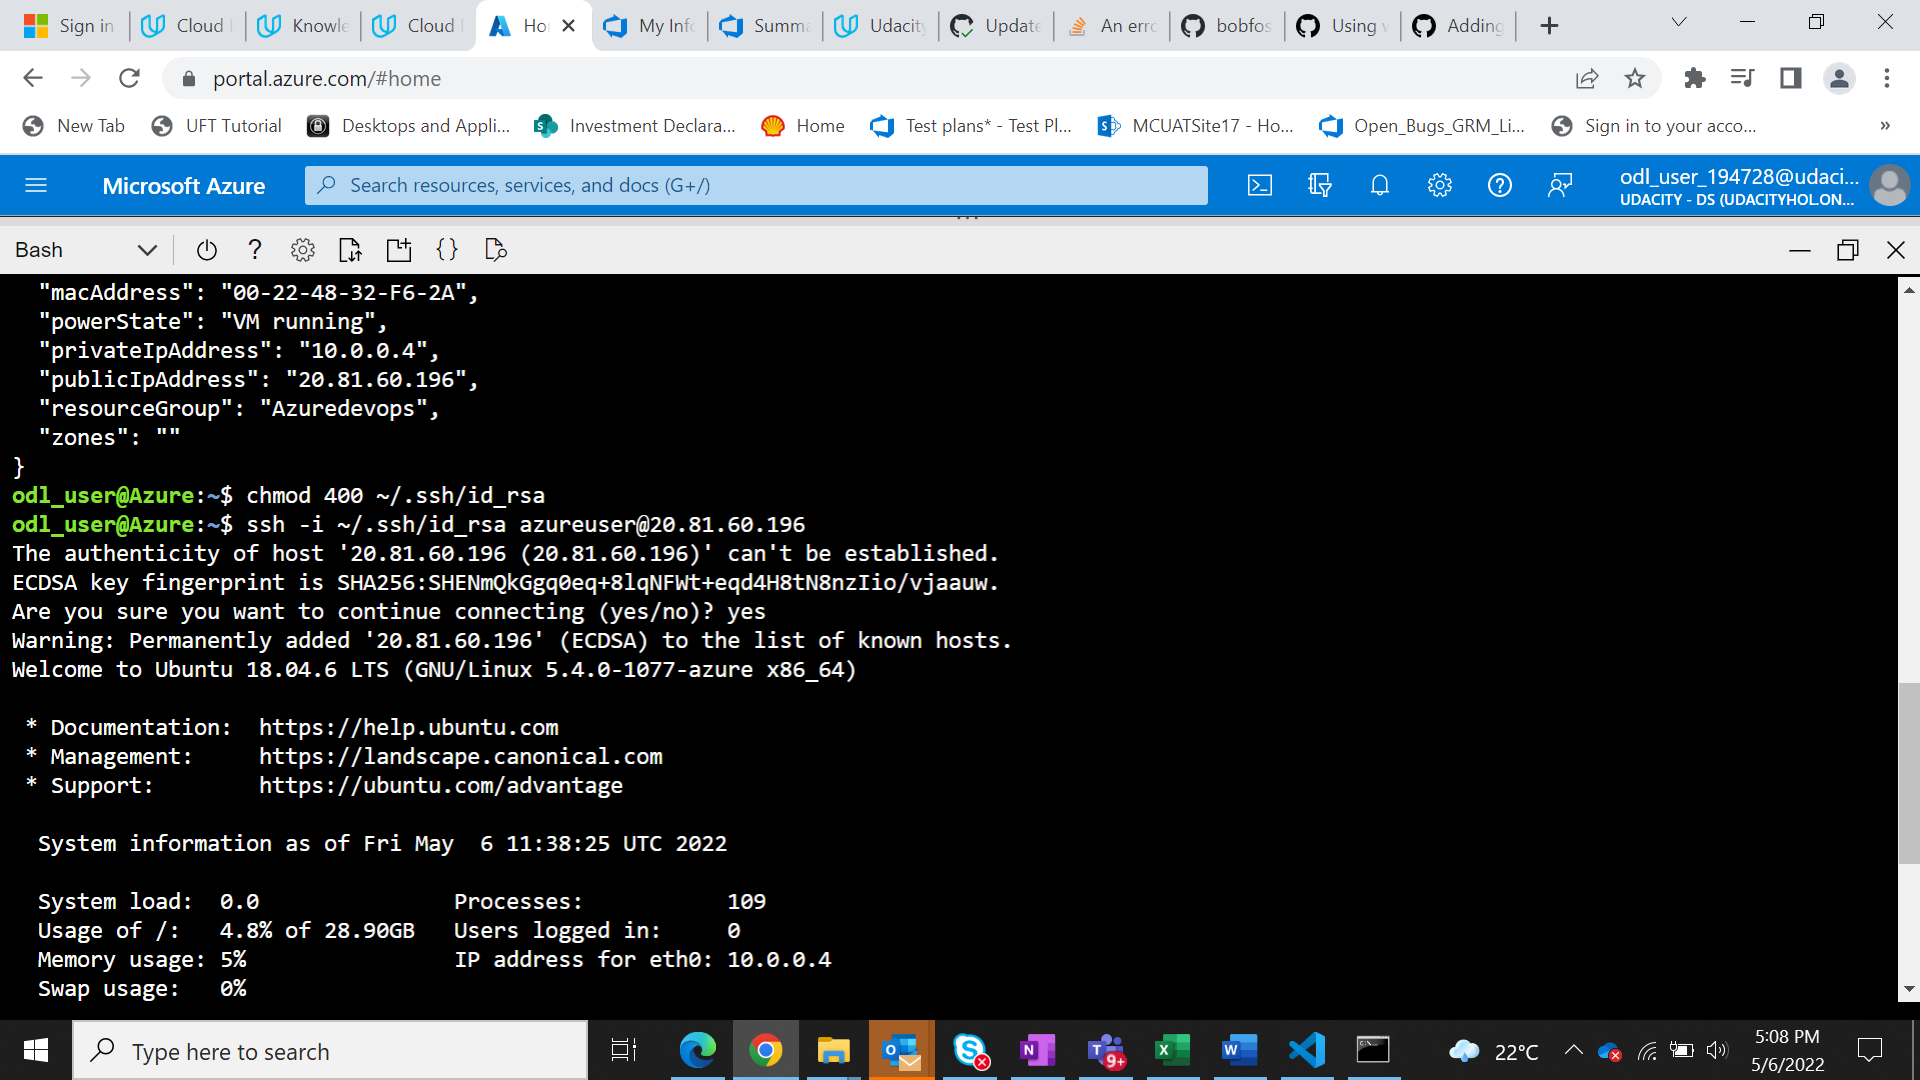 Sign in
Cloud
Knowle
Cloud
Ho
My Inf
Summa
Udacity
Update
An erro
bobfos
Using
Adding
portal.azure.com/#home
New Tab
UFT Tutorial
Desktops and Appli...
Investment Declara...
Home
Test plans* - Test Pl...
MCUATSite17 - Ho...
Open_Bugs_GRM_Li...
Sign in to your acco...
»
Microsoft Azure
Search resources, services, and docs (G+/)
odl_user_194728@udaci...
UDACITY - DS (UDACITYHOL.ON...
Bash
"macAddress": "00-22-48-32-F6-2A",
"powerState": "VM running",
"privateIpAddress": "10.0.0.4",
"publicIpAddress": "20.81.60.196",
"resourceGroup": "Azuredevops",
"zones": ""
}
odl_user@Azure:~$ chmod 400 ~/.ssh/id_rsa
odl_user@Azure:~$ ssh -i ~/.ssh/id_rsa azureuser@20.81.60.196
The authenticity of host '20.81.60.196 (20.81.60.196)' can't be established.
ECDSA key fingerprint is SHA256:SHENmQkGgq0eq+8lqNFWt+eqd4H8tN8nzIio/vjaauw.
Are you sure you want to continue connecting (yes/no)? yes
Warning: Permanently added '20.81.60.196' (ECDSA) to the list of known hosts.
Welcome to Ubuntu 18.04.6 LTS (GNU/Linux 5.4.0-1077-azure x86_64)
* Documentation: https://help.ubuntu.com
* Management: https://landscape.canonical.com
* Support: https://ubuntu.com/advantage
System information as of Fri May 6 11:38:25 UTC 2022
System load: 0.0 Processes: 109
Usage of /: 4.8% of 28.90GB Users logged in: 0
Memory usage: 5% IP address for eth0: 10.0.0.4
Swap usage: 0%
Type here to search
9+
22°C
5:08 PM
5/6/2022